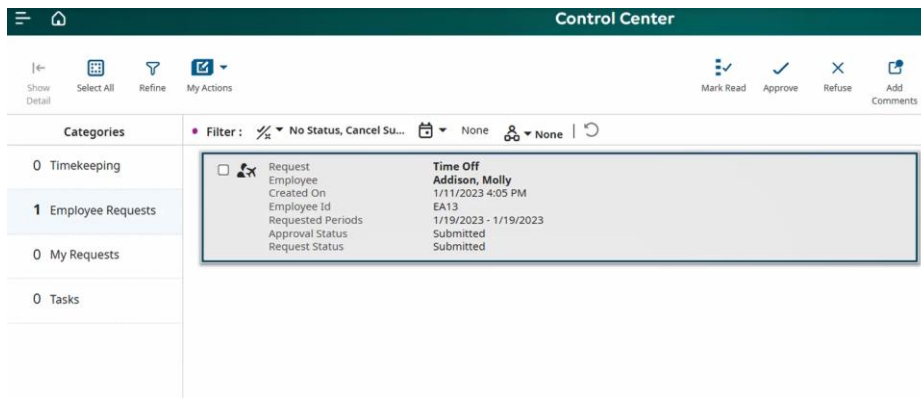 Control Center
Show Detail
Select All
Refine
My Actions
Mark Read
Approve
Refuse
Add Comments
Categories
Filter : No Status, Cancel Su... None None
0 Timekeeping
1 Employee Requests
0 My Requests
0 Tasks
Request Time Off
Employee Addison, Molly
Created On 1/11/2023 4:05 PM
Employee Id EA13
Requested Periods 1/19/2023 - 1/19/2023
Approval Status Submitted
Request Status Submitted